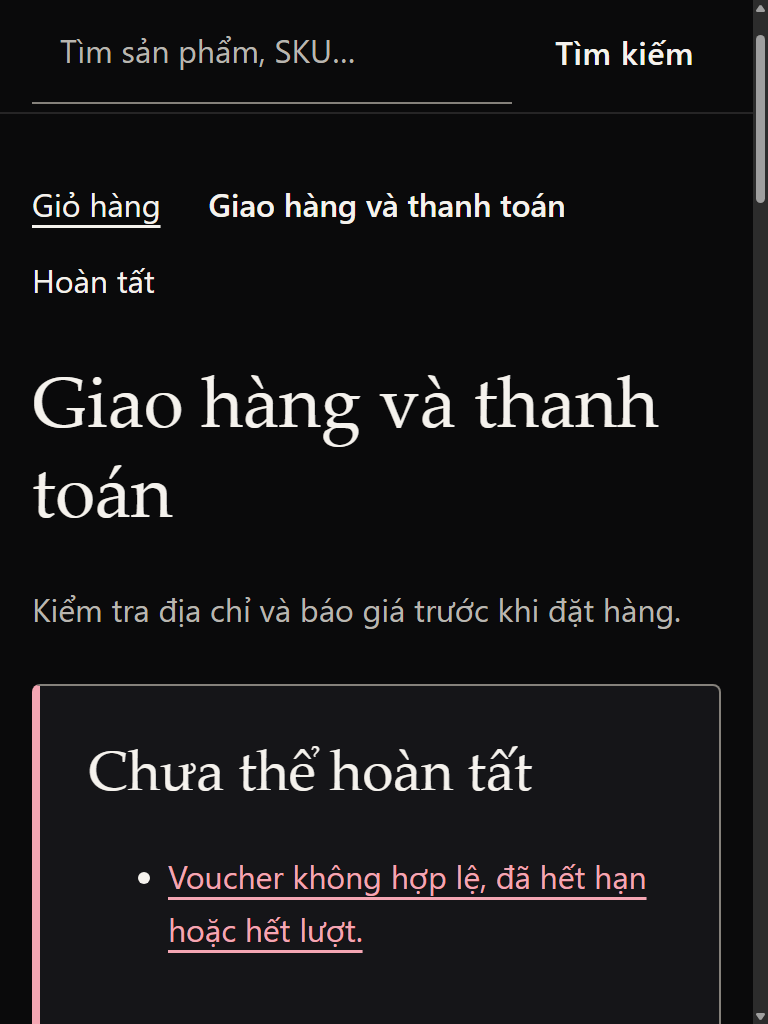 Tìm sản phẩm, SKU...
Tìm kiếm
Giỏ hàng
Giao hàng và thanh toán
Hoàn tất
Giao hàng và thanh
toán
Kiểm tra địa chỉ và báo giá trước khi đặt hàng.
Chưa thể hoàn tất
Voucher không hợp lệ, đã hết hạn
hoặc hết lượt.